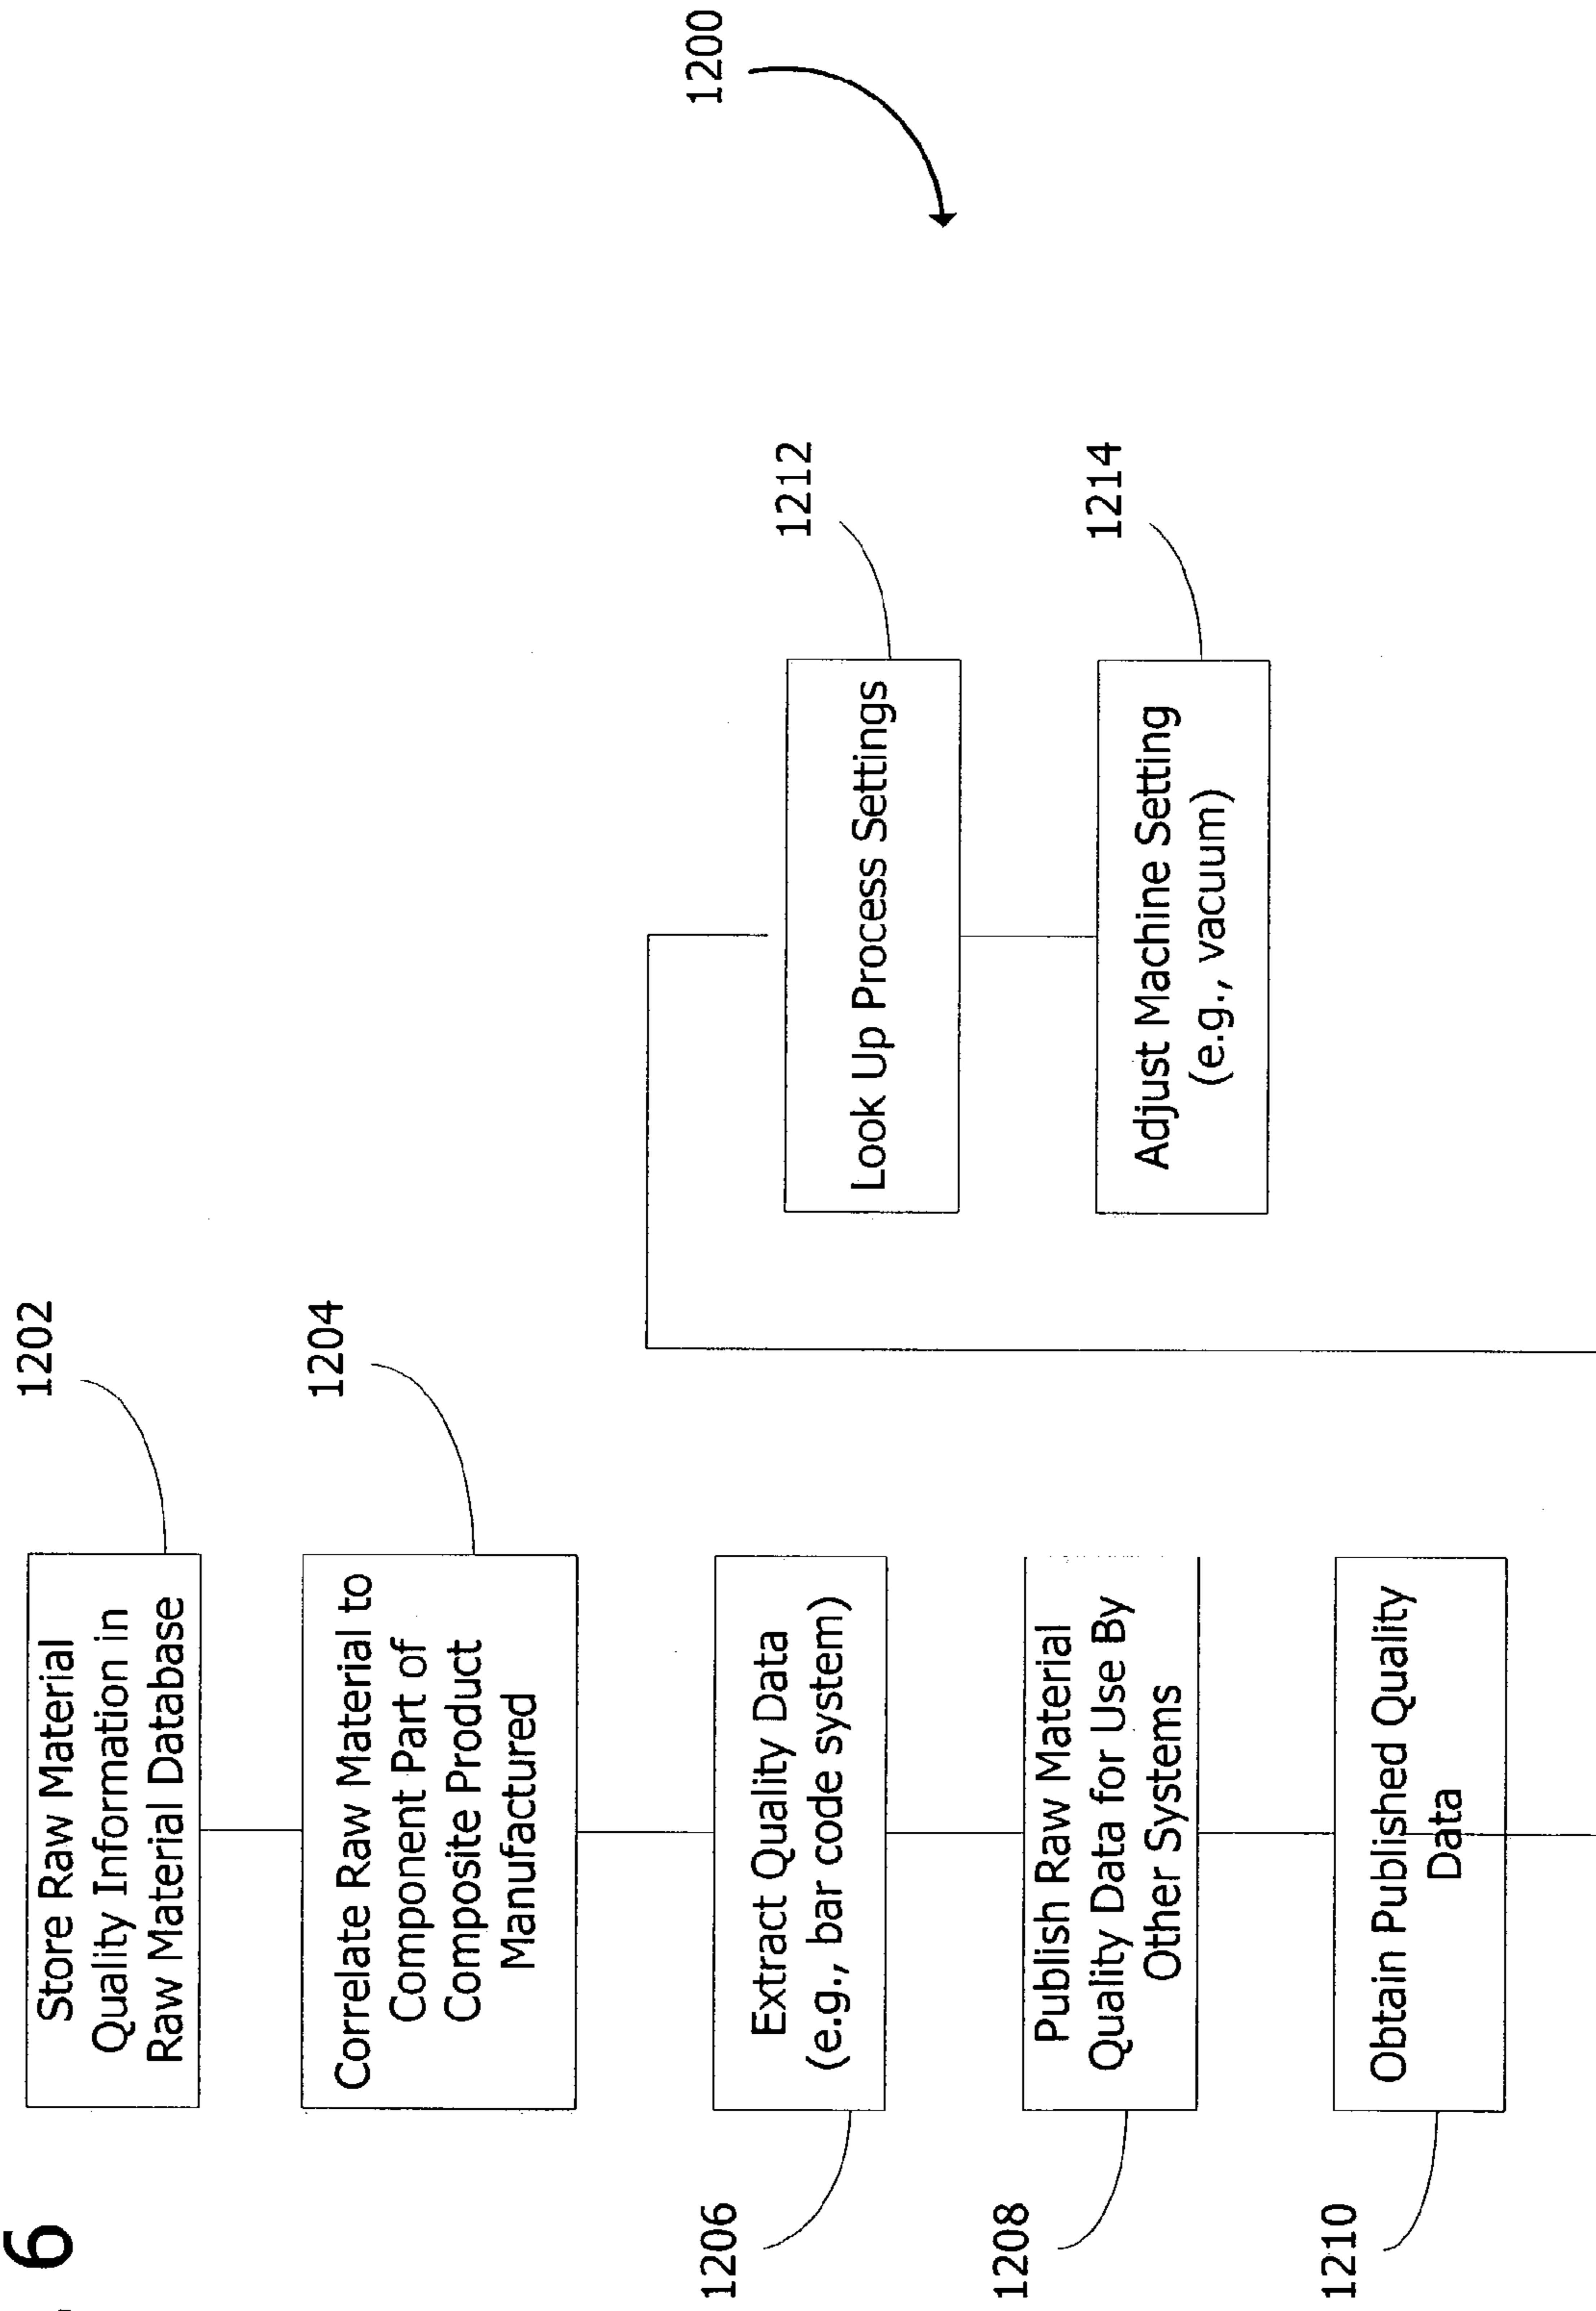 6
1202
Store Raw Material
Quality Information in
Raw Material Database
1204
Correlate Raw Material to
Component Part of
Composite Product
Manufactured
1206
Extract Quality Data
(e.g., bar code system)
1208
Publish Raw Material
Quality Data for Use By
Other Systems
1210
Obtain Published Quality
Data
1212
Look Up Process Settings
1214
Adjust Machine Setting
(e.g., vacuum)
1200